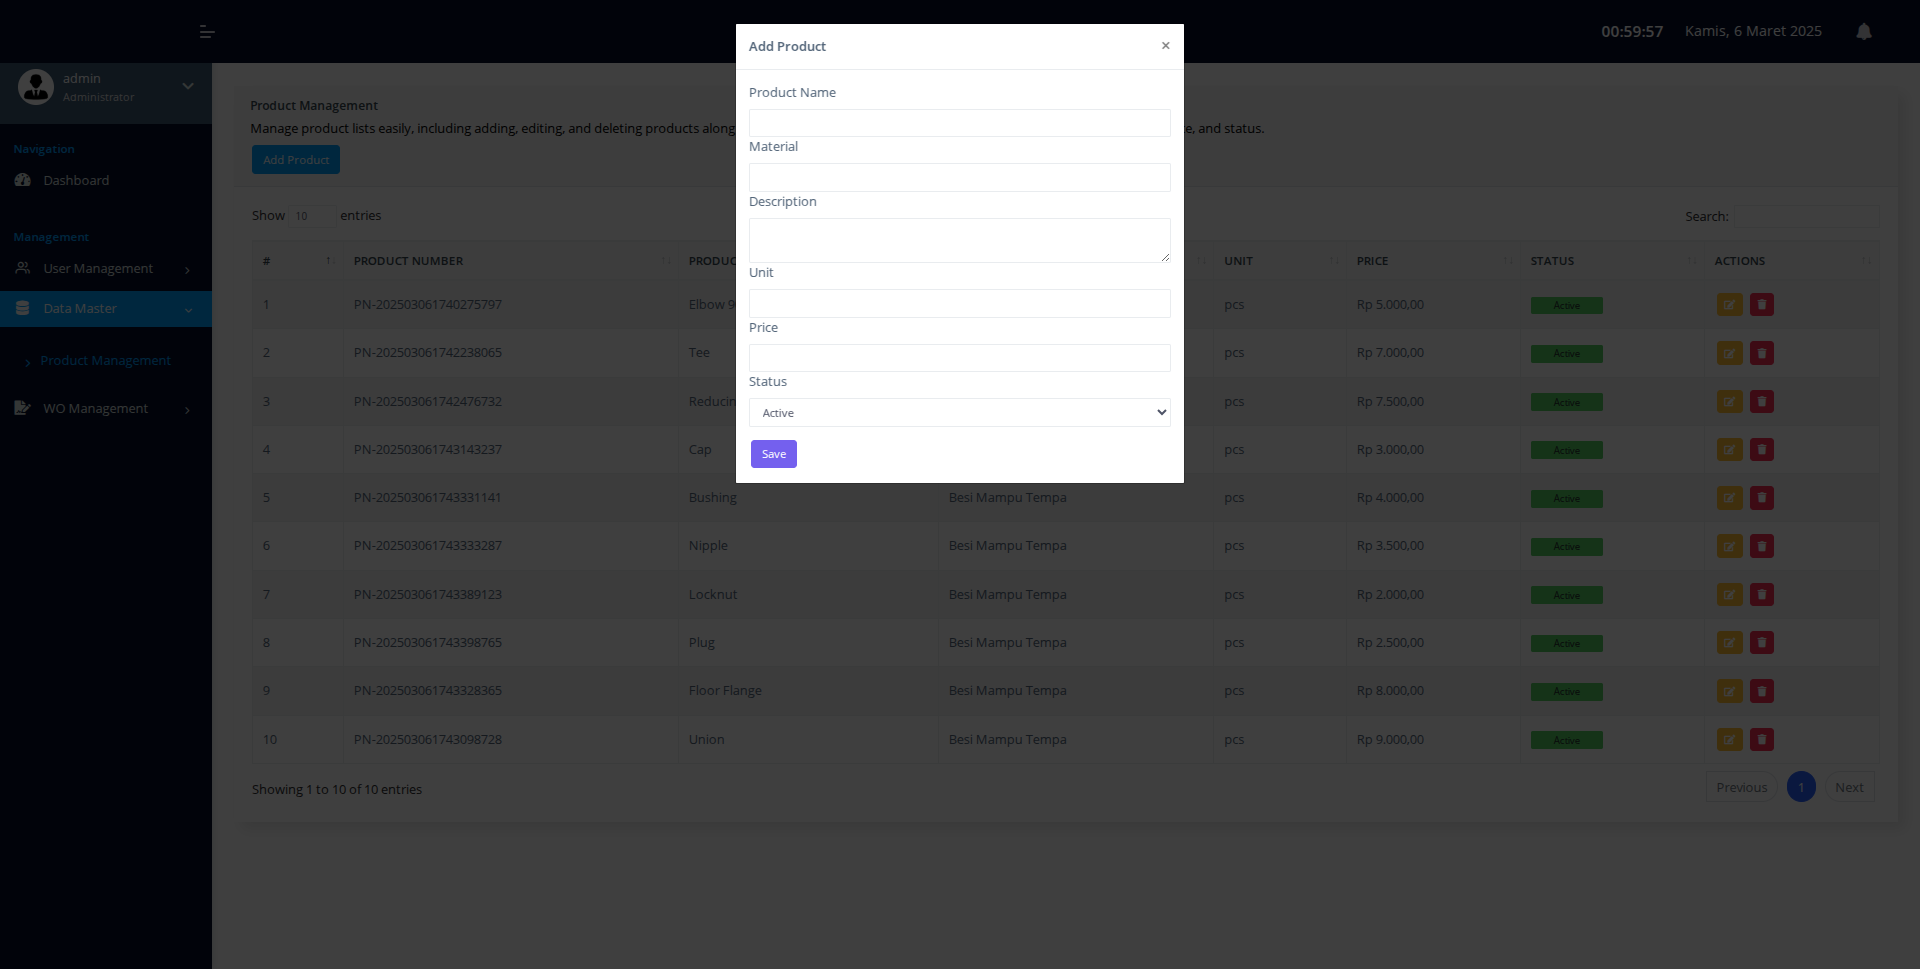 00:59:57 Kamis, 6 Maret 2025
admin
Administrator
Navigation
Dashboard
Management
User Management
Data Master
Product Management
WO Management
Product Management
Manage product lists easily, including adding, editing, and deleting products along
, and status.
Add Product
Show 10 entries
Search:
# PRODUCT NUMBER PRODUC UNIT PRICE STATUS ACTIONS
1 PN-202503061740275797 Elbow 9 pcs Rp 5.000,00 Active
2 PN-202503061742238065 Tee pcs Rp 7.000,00 Active
3 PN-202503061742476732 Reducin pcs Rp 7.500,00 Active
4 PN-202503061743143237 Cap pcs Rp 3.000,00 Active
5 PN-202503061743331141 Bushing Besi Mampu Tempa pcs Rp 4.000,00 Active
6 PN-202503061743333287 Nipple Besi Mampu Tempa pcs Rp 3.500,00 Active
7 PN-202503061743389123 Locknut Besi Mampu Tempa pcs Rp 2.000,00 Active
8 PN-202503061743398765 Plug Besi Mampu Tempa pcs Rp 2.500,00 Active
9 PN-202503061743328365 Floor Flange Besi Mampu Tempa pcs Rp 8.000,00 Active
10 PN-202503061743098728 Union Besi Mampu Tempa pcs Rp 9.000,00 Active
Showing 1 to 10 of 10 entries
Previous 1 Next
Add Product ×
Product Name
Material
Description
Unit
Price
Status
Active
Save